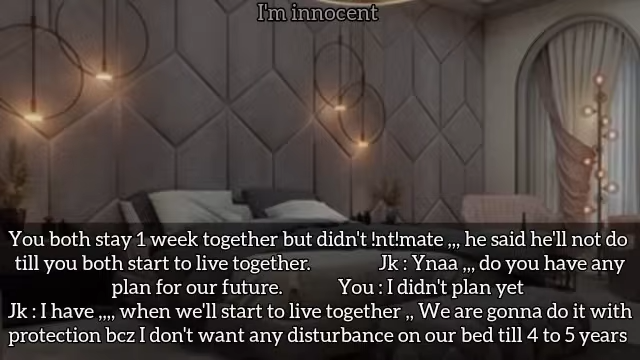 I'm innocent
You both stay 1 week together but didn't !nt!mate ,,, he said he'll not do
till you both start to live together. Jk : Ynaa ,,, do you have any
plan for our future. You : I didn't plan yet
Jk : I have ,,,, when we'll start to live together ,, We are gonna do it with
protection bcz I don't want any disturbance on our bed till 4 to 5 years